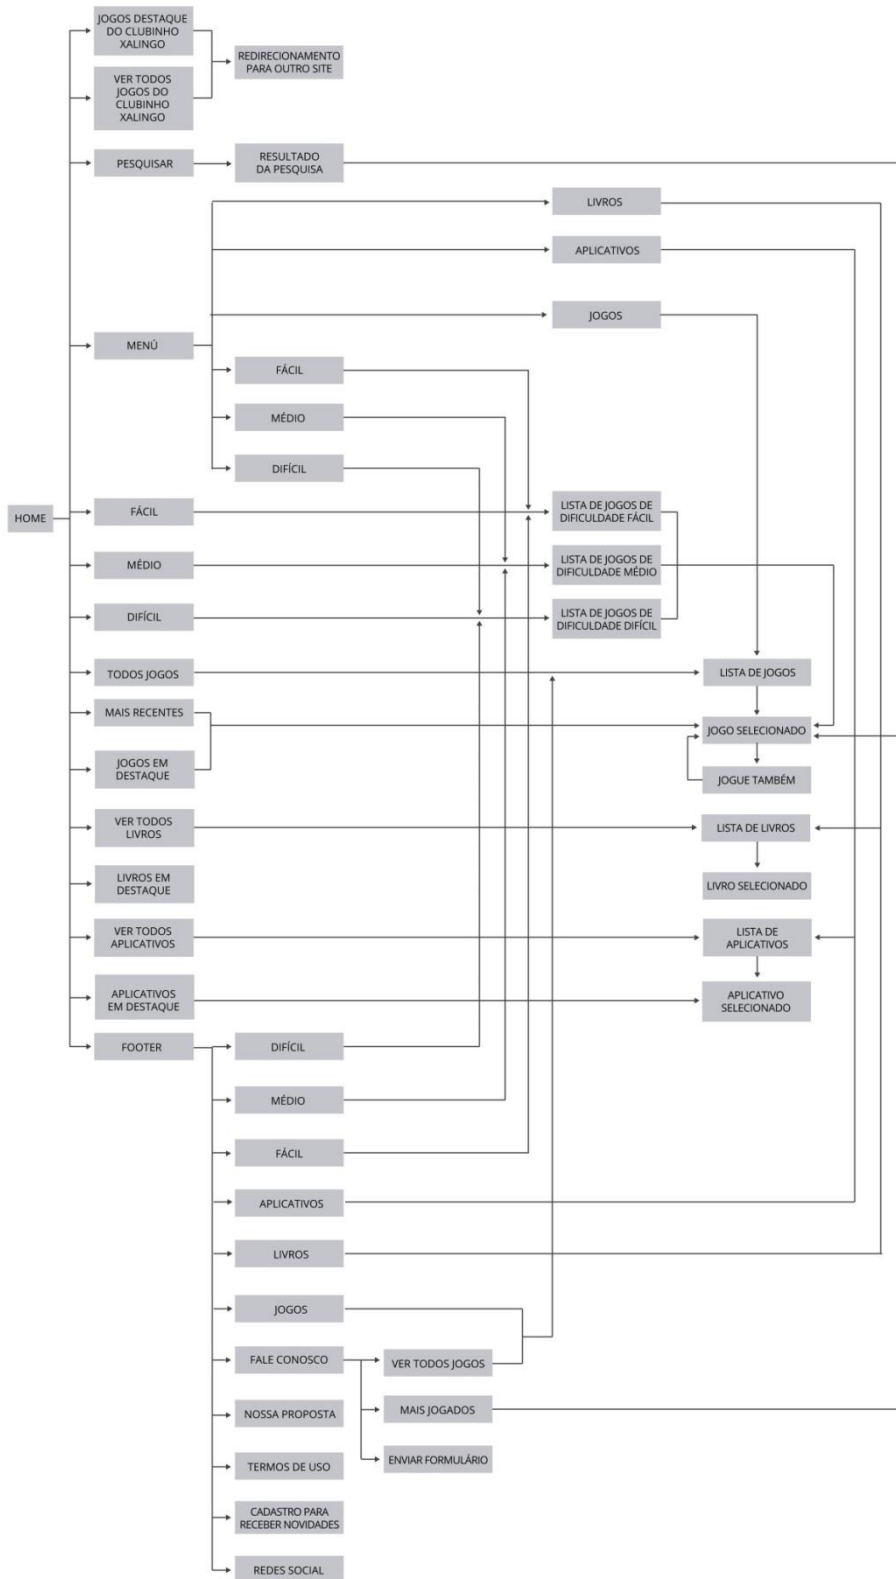 JOGOS DESTAQUE
DO CLUBINHO
XALINGO
REDIRECIONAMENTO
PARA OUTRO SITE
VER TODOS
JOGOS DO
CLUBINHO
XALINGO
PESQUISAR
RESULTADO
DA PESQUISA
LIVROS
APLICATIVOS
JOGOS
MENÚ
FÁCIL
MÉDIO
DIFÍCIL
HOME
FÁCIL
LISTA DE JOGOS DE
DIFICULDADE FÁCIL
MÉDIO
LISTA DE JOGOS DE
DIFICULDADE MÉDIO
DIFÍCIL
LISTA DE JOGOS DE
DIFICULDADE DIFÍCIL
TODOS JOGOS
LISTA DE JOGOS
MAIS RECENTES
JOGO SELECIONADO
JOGOS EM
DESTAQUE
JOGUE TAMBÉM
VER TODOS
LIVROS
LISTA DE LIVROS
LIVROS EM
DESTAQUE
LIVRO SELECIONADO
VER TODOS
APLICATIVOS
LISTA DE
APLICATIVOS
APLICATIVOS
EM DESTAQUE
APLICATIVO
SELECIONADO
FOOTER
DIFÍCIL
MÉDIO
FÁCIL
APLICATIVOS
LIVROS
JOGOS
FALE CONOSCO
VER TODOS JOGOS
NOSSA PROPOSTA
MAIS JOGADOS
TERMOS DE USO
ENVIAR FORMULÁRIO
CADASTRO PARA
RECEBER NOVIDADES
REDES SOCIAL